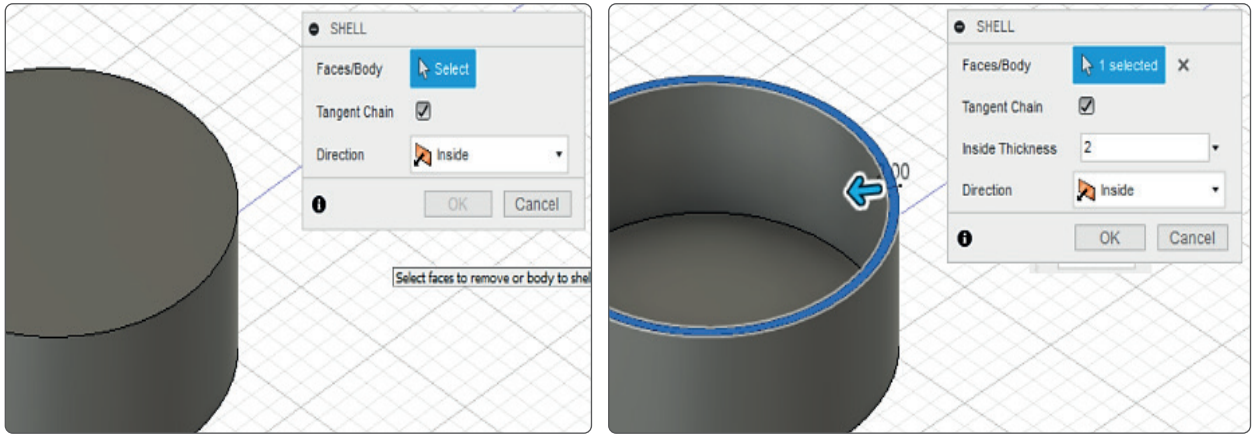 SHELL
Faces/Body Select
Tangent Chain
Direction Inside
OK Cancel
Select faces to remove or body to shel
SHELL
Faces/Body 1 selected
Tangent Chain
Inside Thickness 2
Direction Inside
OK Cancel
00